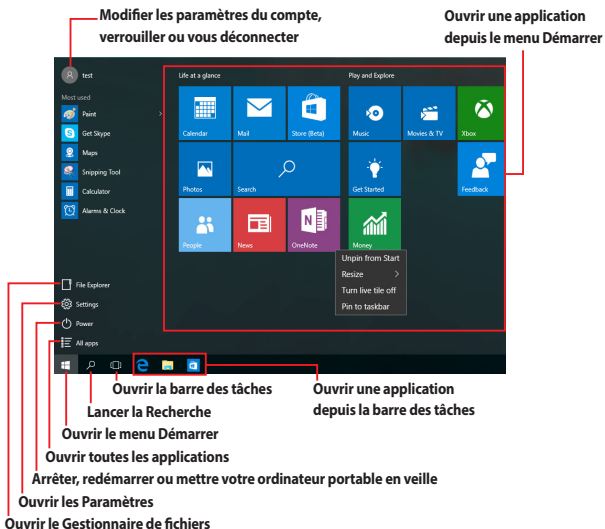 Modifier les paramètres du compte,
verrouiller ou vous déconnecter
Ouvrir une application
depuis le menu Démarrer
test
Most used
Paint
Get Skype
Maps
Snipping Tool
Calculator
Alarms & Clock
File Explorer
Settings
Power
All apps
Life at a glance
Play and Explore
Calendar
Mail
Store (Beta)
Music
Movies & TV
Xbox
Photos
Search
Get Started
Feedback
People
News
OneNote
Money
Unpin from Start
Resize
Turn live tile off
Pin to taskbar
Ouvrir la barre des tâches
Ouvrir une application
depuis la barre des tâches
Lancer la Recherche
Ouvrir le menu Démarrer
Ouvrir toutes les applications
Arrêter, redémarrer ou mettre votre ordinateur portable en veille
Ouvrir les Paramètres
Ouvrir le Gestionnaire de fichiers